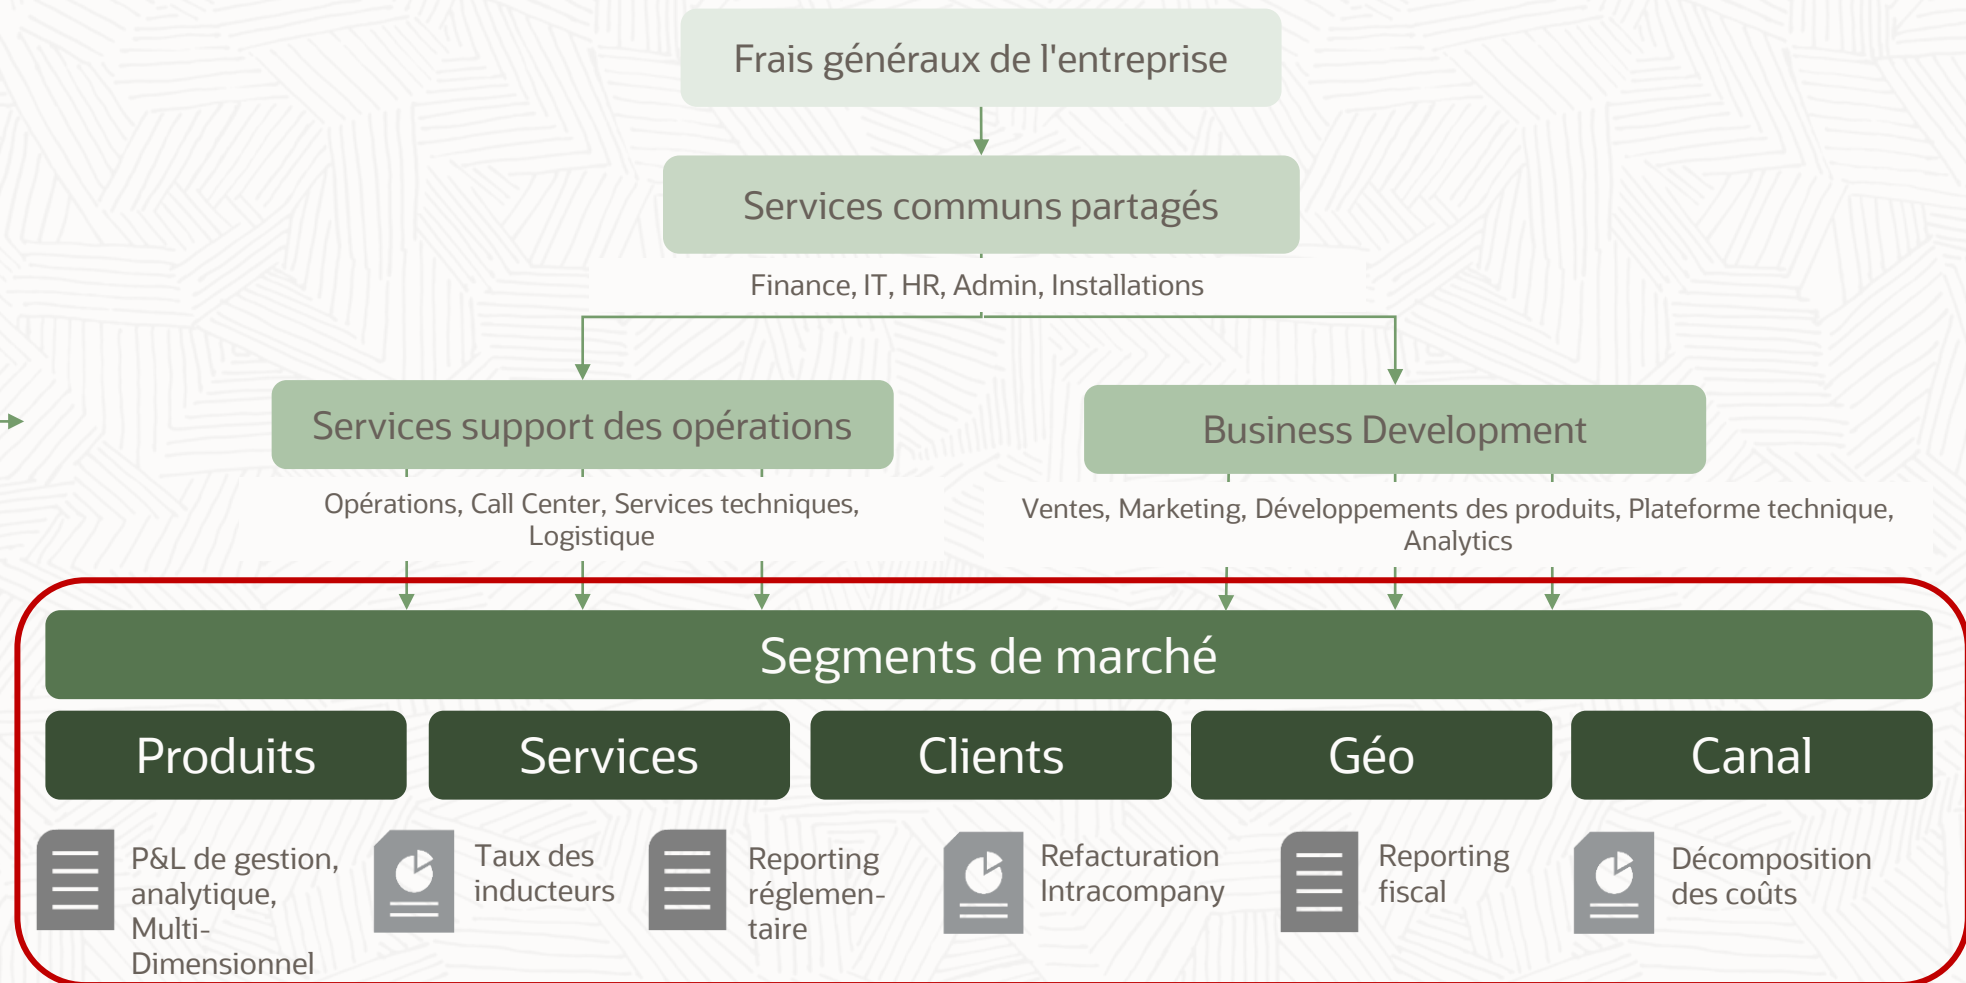 Frais généraux de l'entreprise
Services communs partagés
Finance, IT, HR, Admin, Installations
Services support des opérations
Business Development
Opérations, Call Center, Services techniques,
Logistique
Ventes, Marketing, Développements des produits, Plateforme technique,
Analytics
Segments de marché
Produits
Services
Clients
Géo
Canal
P&L de gestion,
analytique,
Multi-
Dimensionnel
Taux des
inducteurs
Reporting
réglemen-
taire
Refacturation
Intracompany
Reporting
fiscal
Décomposition
des coûts